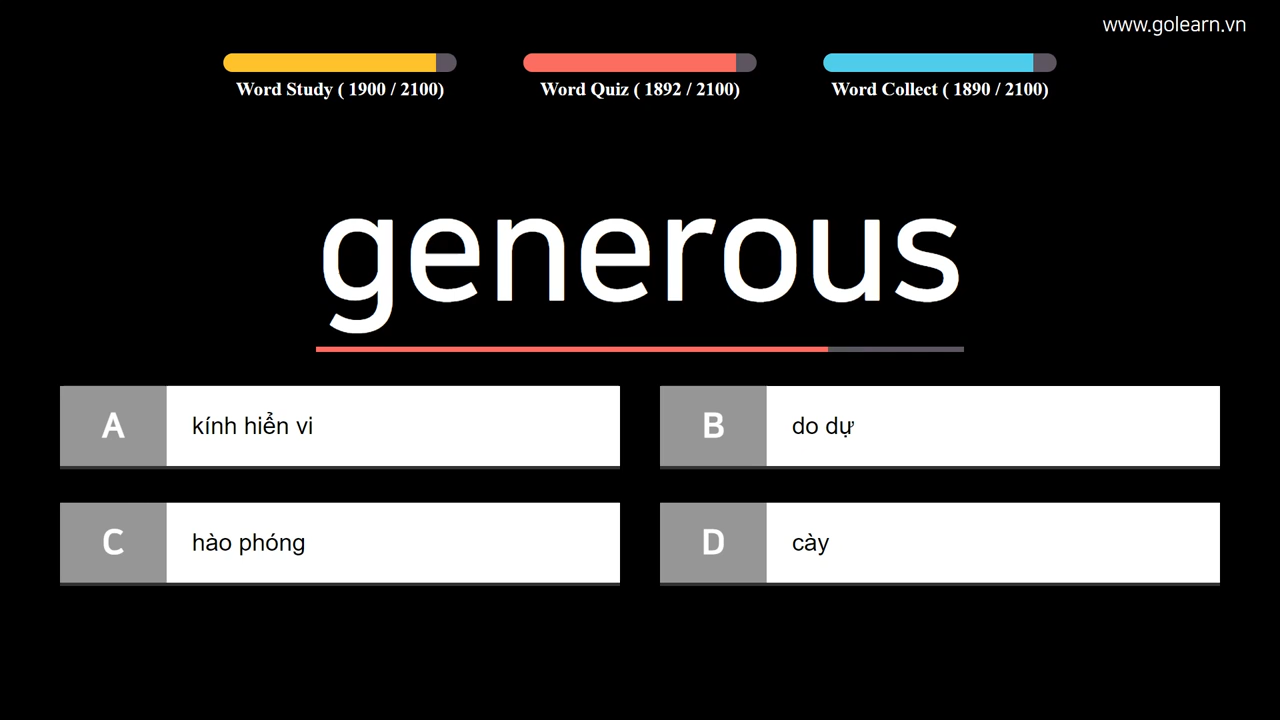 www.golearn.vn
Word Study ( 1900 / 2100)
Word Quiz ( 1892 / 2100)
Word Collect ( 1890 / 2100)
generous
A kính hiển vi
B do dự
C hào phóng
D cày